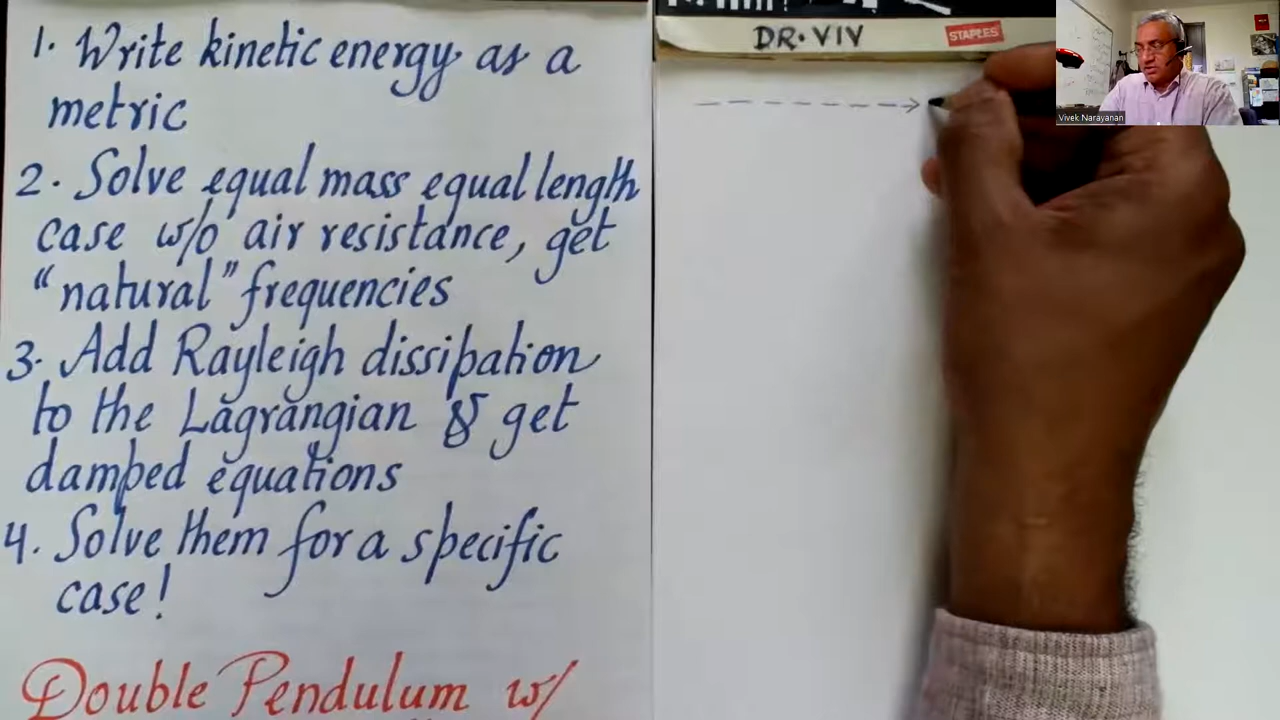 1. Write kinetic energy as a
metric
2. Solve equal mass equal length
case w/o air resistance, get
"natural" frequencies
3. Add Rayleigh dissipation
to the Lagrangian & get
damped equations
4. Solve them for a specific
case!
Double Pendulum w/
DR. VIV
STAPLES
Vivek Narayanan